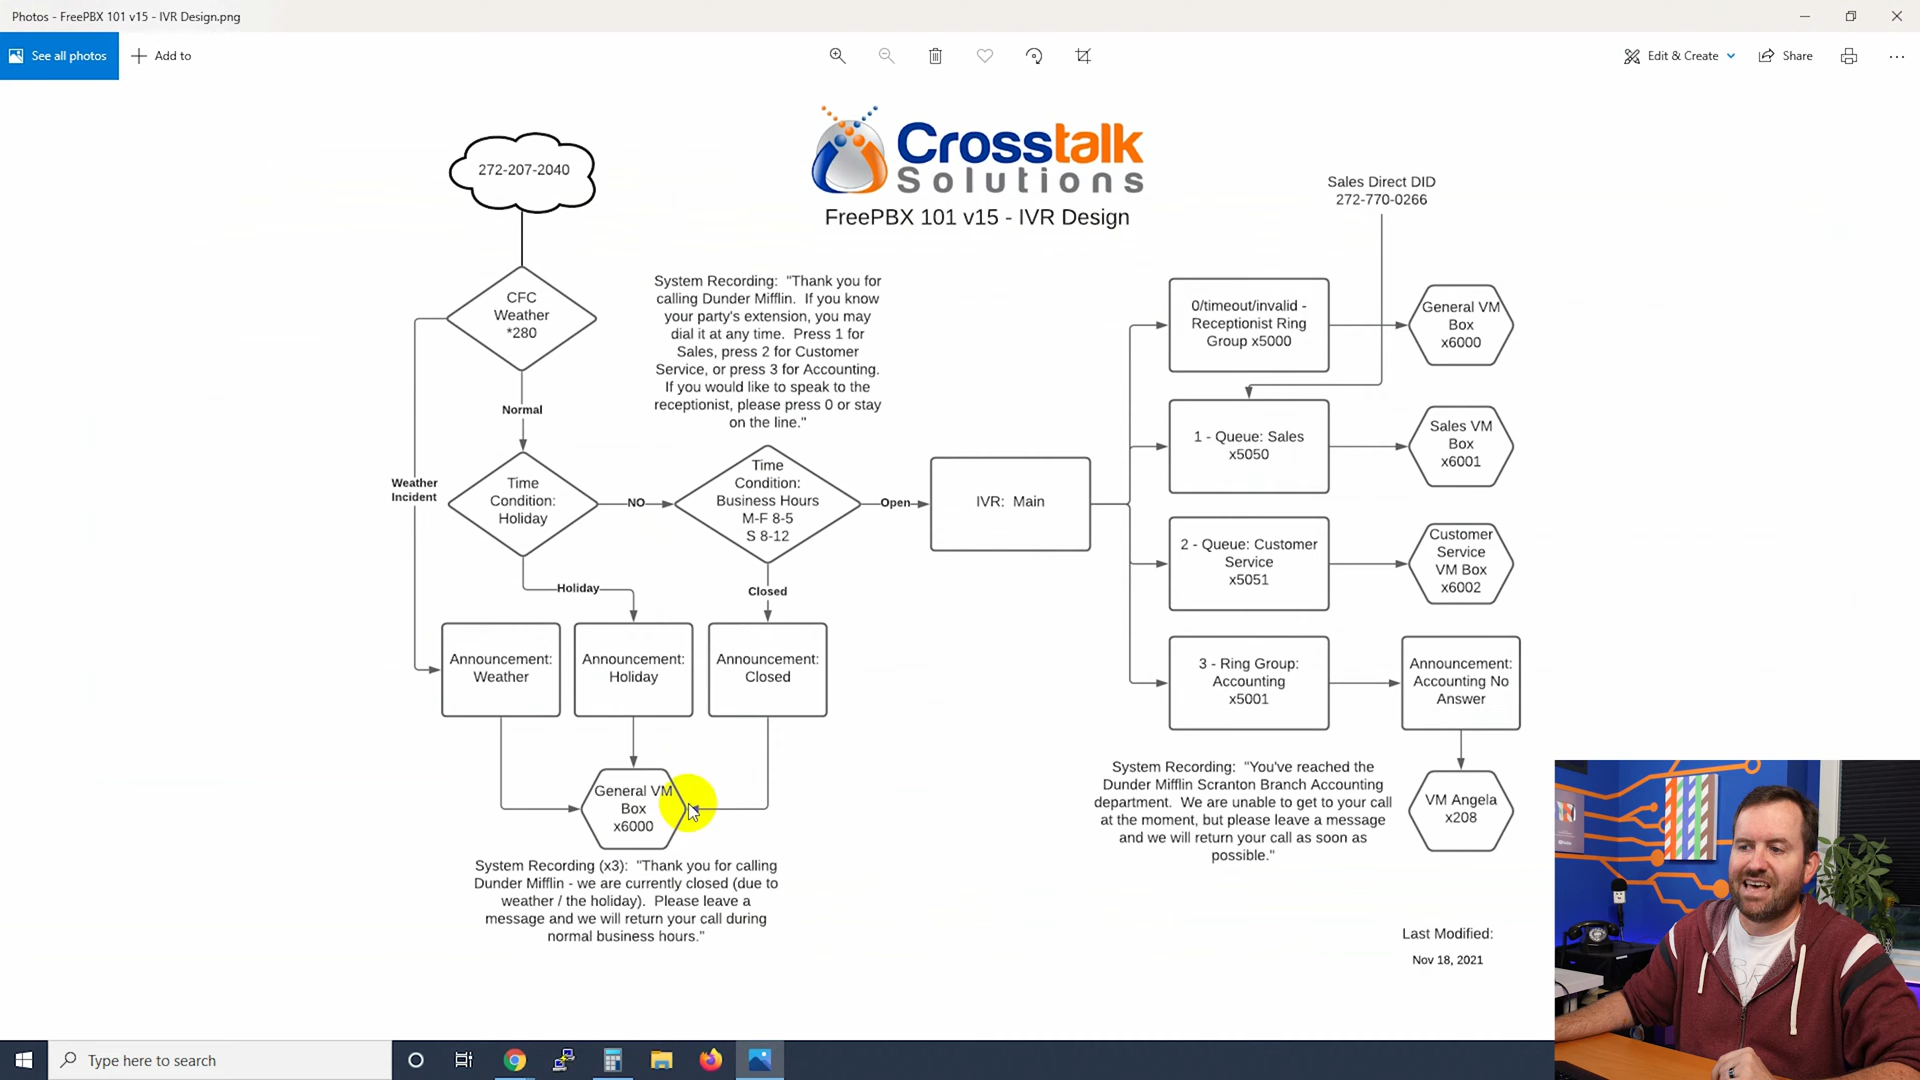 Photos - FreePBX 101 v15 - IVR Design.png
See all photos
Add to
Edit & Create
Share
272-207-2040
Crosstalk
Solutions
FreePBX 101 v15 - IVR Design
Sales Direct DID
272-770-0266
CFC
Weather
*280
System Recording: "Thank you for
calling Dunder Mifflin. If you know
your party's extension, you may
dial it at any time. Press 1 for
Sales, press 2 for Customer
Service, or press 3 for Accounting.
If you would like to speak to the
receptionist, please press 0 or stay
on the line."
0/timeout/invalid -
Receptionist Ring
Group x5000
General VM
Box
x6000
Normal
1 - Queue: Sales
x5050
Sales VM
Box
x6001
Weather
Incident
Time
Condition:
Holiday
NO
Time
Condition:
Business Hours
M-F 8-5
S 8-12
Open
IVR: Main
2 - Queue: Customer
Service
x5051
Customer
Service
VM Box
x6002
Holiday
Closed
Announcement:
Weather
Announcement:
Holiday
Announcement:
Closed
3 - Ring Group:
Accounting
x5001
Announcement:
Accounting No
Answer
General VM
Box
x6000
System Recording: "You've reached the
Dunder Mifflin Scranton Branch Accounting
department. We are unable to get to your call
at the moment, but please leave a message
and we will return your call as soon as
possible."
VM Angela
x208
System Recording (x3): "Thank you for calling
Dunder Mifflin - we are currently closed (due to
weather / the holiday). Please leave a
message and we will return your call during
normal business hours."
Last Modified:
Nov 18, 2021
Type here to search